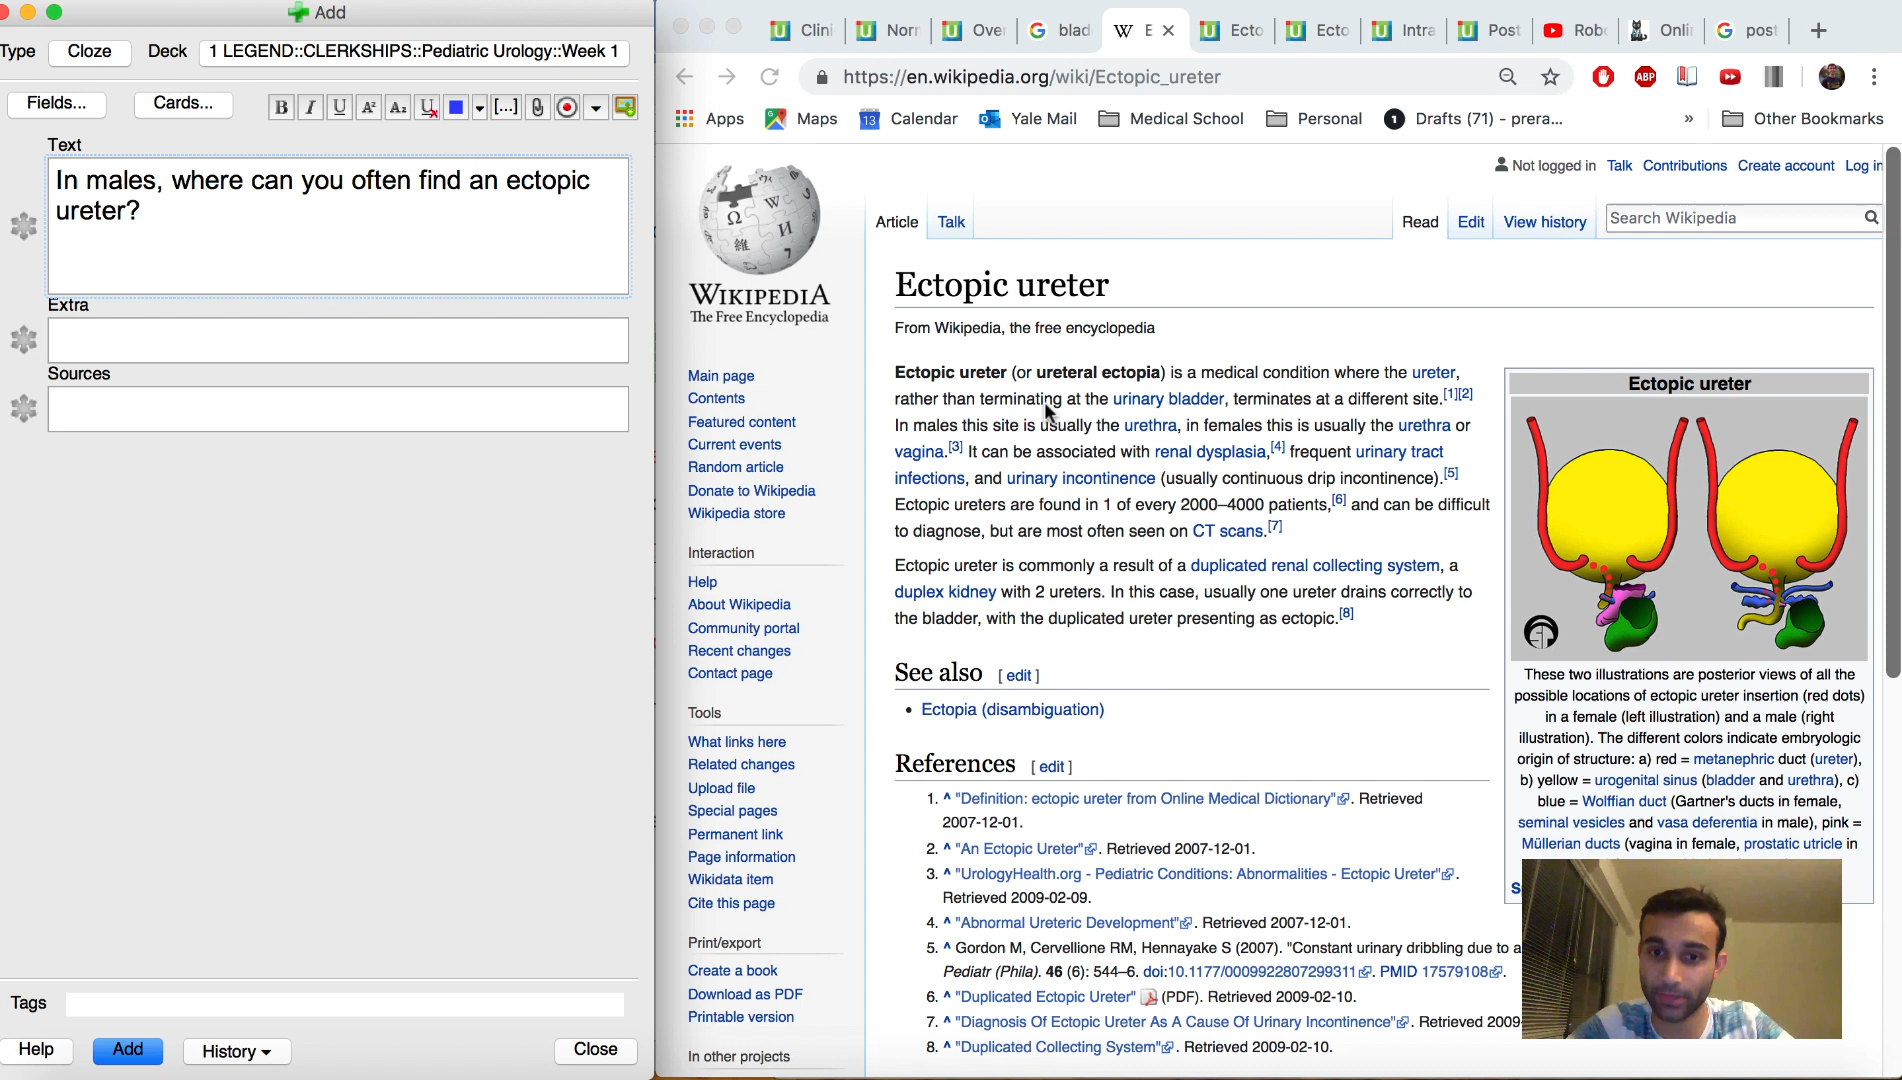 Add
Type Cloze Deck 1 LEGEND::CLERKSHIPS::Pediatric Urology::Week 1
Fields... Cards... B I U A² A₂ U [...]
Text
In males, where can you often find an ectopic
ureter?
Extra
Sources
Tags
Help Add History Close
Clini Norr Over blad E Ecto Ecto Intra Post Rob Onli post
https://en.wikipedia.org/wiki/Ectopic_ureter ABP
Apps Maps 13 Calendar Yale Mail Medical School Personal 1 Drafts (71) - prera... » Other Bookmarks
WIKIPEDIA
The Free Encyclopedia
Main page
Contents
Featured content
Current events
Random article
Donate to Wikipedia
Wikipedia store
Interaction
Help
About Wikipedia
Community portal
Recent changes
Contact page
Tools
What links here
Related changes
Upload file
Special pages
Permanent link
Page information
Wikidata item
Cite this page
Print/export
Create a book
Download as PDF
Printable version
In other projects
Not logged in Talk Contributions Create account Log in
Article Talk Read Edit View history Search Wikipedia
Ectopic ureter
From Wikipedia, the free encyclopedia
Ectopic ureter (or ureteral ectopia) is a medical condition where the ureter,
rather than terminating at the urinary bladder, terminates at a different site.[1][2]
In males this site is usually the urethra, in females this is usually the urethra or
vagina.[3] It can be associated with renal dysplasia,[4] frequent urinary tract
infections, and urinary incontinence (usually continuous drip incontinence).[5]
Ectopic ureters are found in 1 of every 2000–4000 patients,[6] and can be difficult
to diagnose, but are most often seen on CT scans.[7]
Ectopic ureter is commonly a result of a duplicated renal collecting system, a
duplex kidney with 2 ureters. In this case, usually one ureter drains correctly to
the bladder, with the duplicated ureter presenting as ectopic.[8]
See also [ edit ]
• Ectopia (disambiguation)
References [ edit ]
1. ^ "Definition: ectopic ureter from Online Medical Dictionary". Retrieved
2007-12-01.
2. ^ "An Ectopic Ureter". Retrieved 2007-12-01.
3. ^ "UrologyHealth.org - Pediatric Conditions: Abnormalities - Ectopic Ureter".
Retrieved 2009-02-09.
4. ^ "Abnormal Ureteric Development". Retrieved 2007-12-01.
5. ^ Gordon M, Cervellione RM, Hennayake S (2007). "Constant urinary dribbling due to a
Pediatr (Phila). 46 (6): 544–6. doi:10.1177/0009922807299311. PMID 17579108.
6. ^ "Duplicated Ectopic Ureter" (PDF). Retrieved 2009-02-10.
7. ^ "Diagnosis Of Ectopic Ureter As A Cause Of Urinary Incontinence". Retrieved 2009-
8. ^ "Duplicated Collecting System". Retrieved 2009-02-10.
Ectopic ureter
These two illustrations are posterior views of all the
possible locations of ectopic ureter insertion (red dots)
in a female (left illustration) and a male (right
illustration). The different colors indicate embryologic
origin of structure: a) red = metanephric duct (ureter),
b) yellow = urogenital sinus (bladder and urethra), c)
blue = Wolffian duct (Gartner's ducts in female,
seminal vesicles and vasa deferentia in male), pink =
Müllerian ducts (vagina in female, prostatic utricle in
S